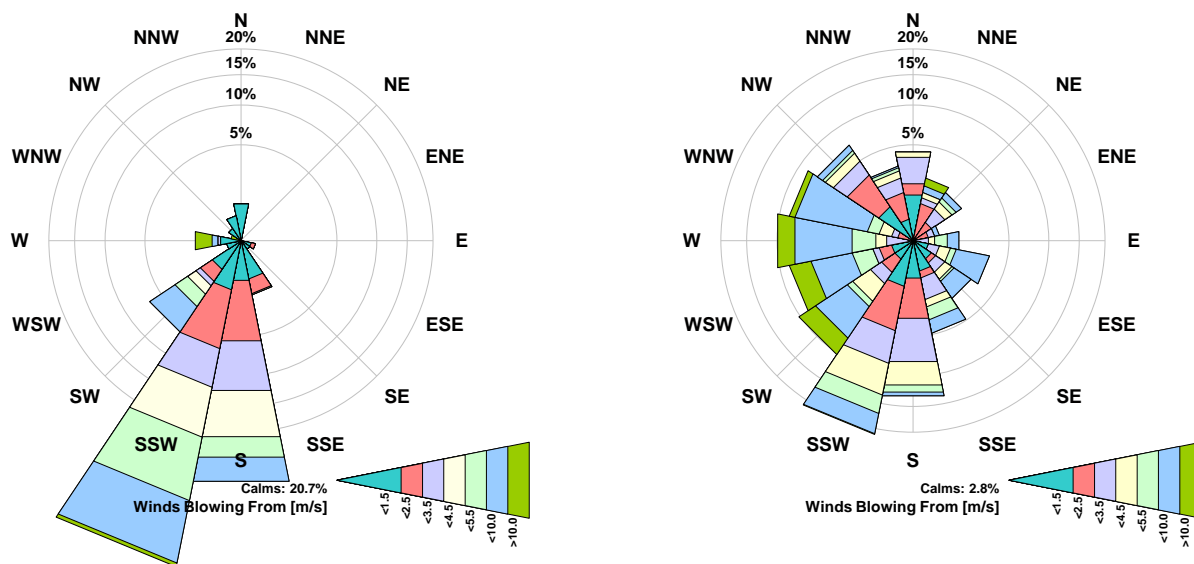 N
20%
NNW
NNE
15%
NW
NE
10%
5%
WNW
ENE
W
E
WSW
ESE
SW
SE
SSW
SSE
S
Calms: 20.7%
Winds Blowing From [m/s]
<1.5
<2.5
<3.5
<4.5
<5.5
<10.0
>10.0
N
20%
NNW
NNE
15%
NW
NE
10%
5%
WNW
ENE
W
E
WSW
ESE
SW
SE
SSW
SSE
S
Calms: 2.8%
Winds Blowing From [m/s]
<1.5
<2.5
<3.5
<4.5
<5.5
<10.0
>10.0